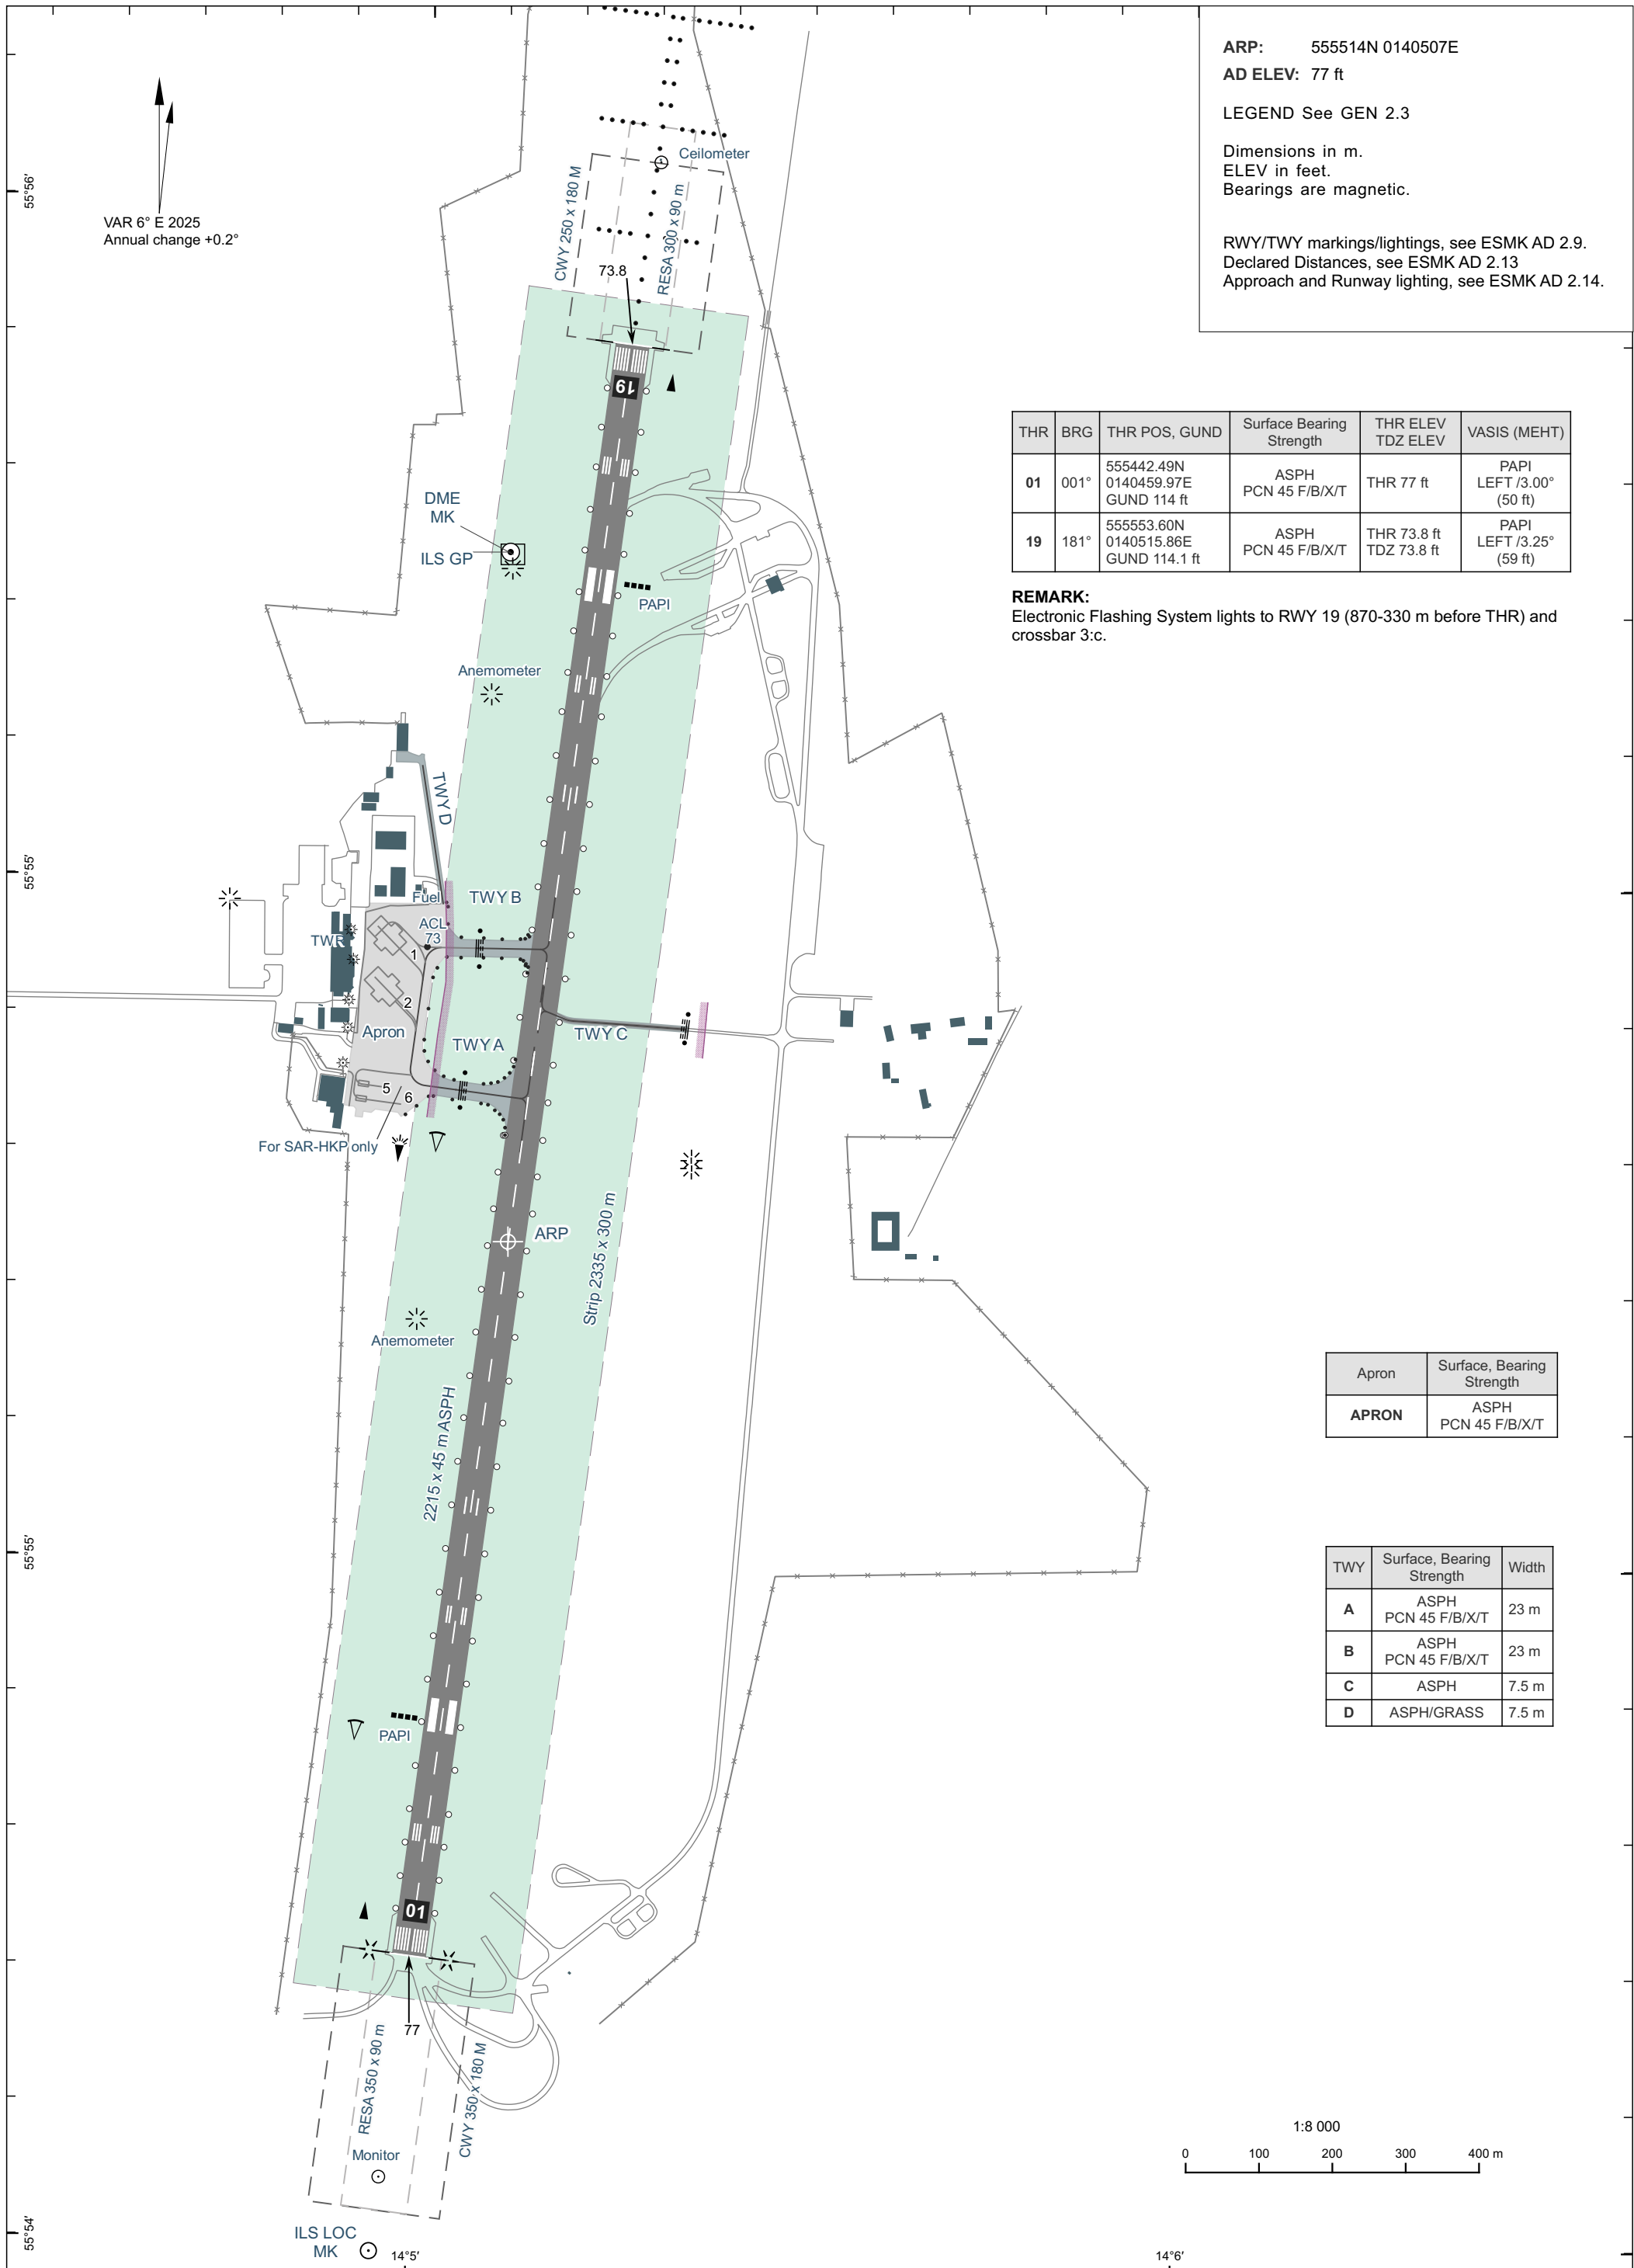 ARP: 555514N 0140507E
AD ELEV: 77 ft
LEGEND See GEN 2.3
Dimensions in m.
ELEV in feet.
Bearings are magnetic.
RWY/TWY markings/lightings, see ESMK AD 2.9.
Declared Distances, see ESMK AD 2.13
Approach and Runway lighting, see ESMK AD 2.14.
VAR 6° E 2025
Annual change +0.2°
55°56'
Ceilometer
CWY 250 x 180 M
RESA 300 x 90 m
73.8
19
THR BRG THR POS, GUND Surface Bearing Strength THR ELEV TDZ ELEV VASIS (MEHT)
01 001° 555442.49N 0140459.97E GUND 114 ft ASPH PCN 45 F/B/X/T THR 77 ft PAPI LEFT /3.00° (50 ft)
19 181° 555553.60N 0140515.86E GUND 114.1 ft ASPH PCN 45 F/B/X/T THR 73.8 ft TDZ 73.8 ft PAPI LEFT /3.25° (59 ft)
REMARK:
Electronic Flashing System lights to RWY 19 (870-330 m before THR) and
crossbar 3:c.
DME
MK
ILS GP
PAPI
Anemometer
TWY D
55°55'
Fuel
TWY B
ACL
73
TWR
1
2
Apron
TWY C
TWY A
5
6
For SAR-HKP only
ARP
Strip 2335 x 300 m
Anemometer
2215 x 45 m ASPH
Apron Surface, Bearing Strength
APRON ASPH PCN 45 F/B/X/T
55°55'
TWY Surface, Bearing Strength Width
A ASPH PCN 45 F/B/X/T 23 m
B ASPH PCN 45 F/B/X/T 23 m
C ASPH 7.5 m
D ASPH/GRASS 7.5 m
PAPI
01
77
RESA 350 x 90 m
CWY 350 x 180 M
Monitor
1:8 000
0 100 200 300 400 m
55°54'
ILS LOC
MK
14°5'
14°6'